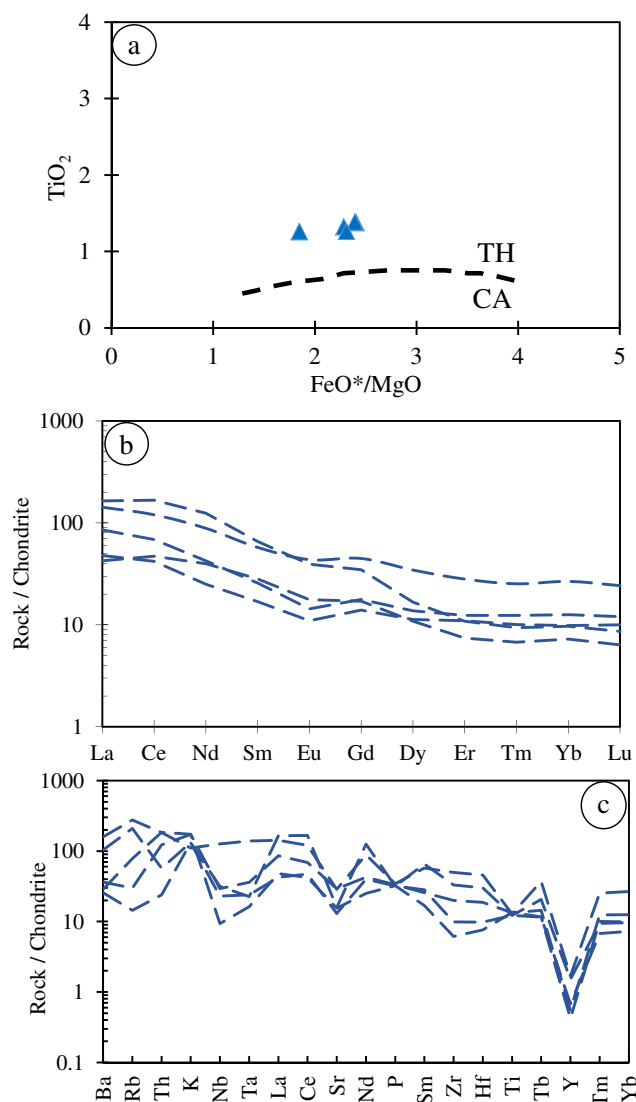 a
4
3
2
1
0
TiO₂
TH
CA
0 1 2 3 4 5
FeO*/MgO
b
1000
100
10
1
Rock / Chondrite
La Ce Nd Sm Eu Gd Dy Er Tm Yb Lu
c
1000
100
10
1
0.1
Rock / Chondrite
Ba Rb Th K Nb Ta La Ce Sr Nd P Sm Zr Hf Ti Tb Y Tm Yb